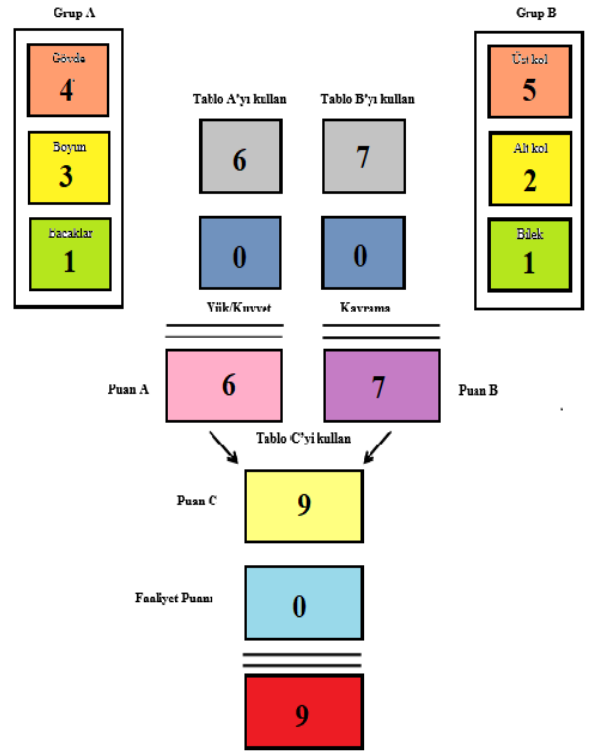 Grup A
Grup B
Gövde
4
Boyun
3
Bacaklar
1
Tablo A'yı kullan
Tablo B'yı kullan
6
7
0
0
Yük/Kuvvet
Kavrama
Üst kol
5
Alt kol
2
Bilek
1
Puan A
6
7
Puan B
Tablo C'yi kullan
Puan C
9
Faaliyet Puanı
0
9